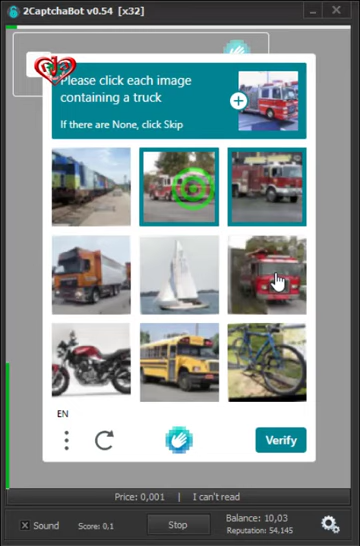 2CaptchaBot v0.54 [x32]
Please click each image
containing a truck
If there are None, click Skip
EN
Verify
Price: 0,001 | I can't read
Sound
Score: 0,1
Stop
Balance: 10,03
Reputation: 54.145